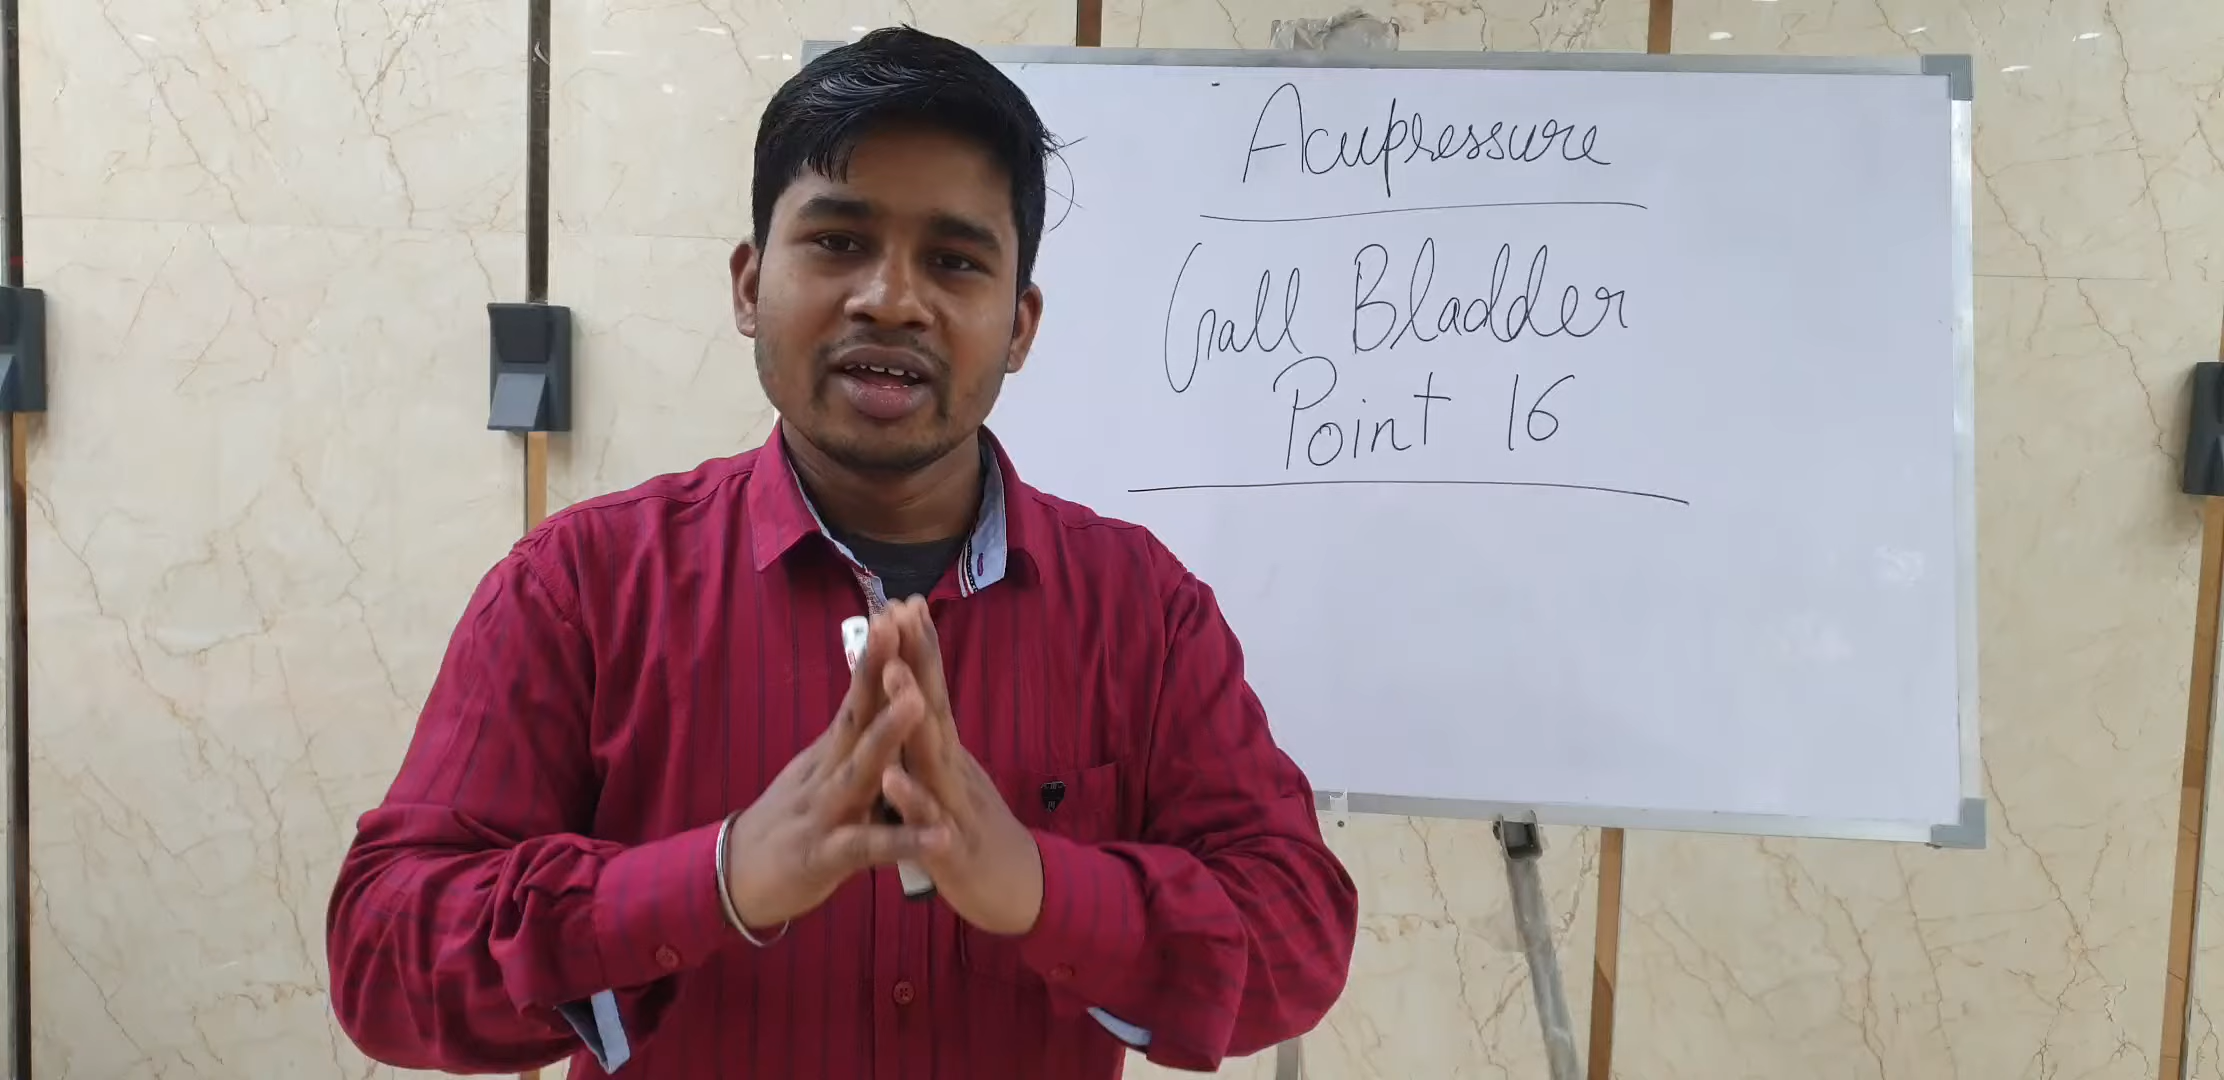 Acupressure
Gall Bladder
Point 16